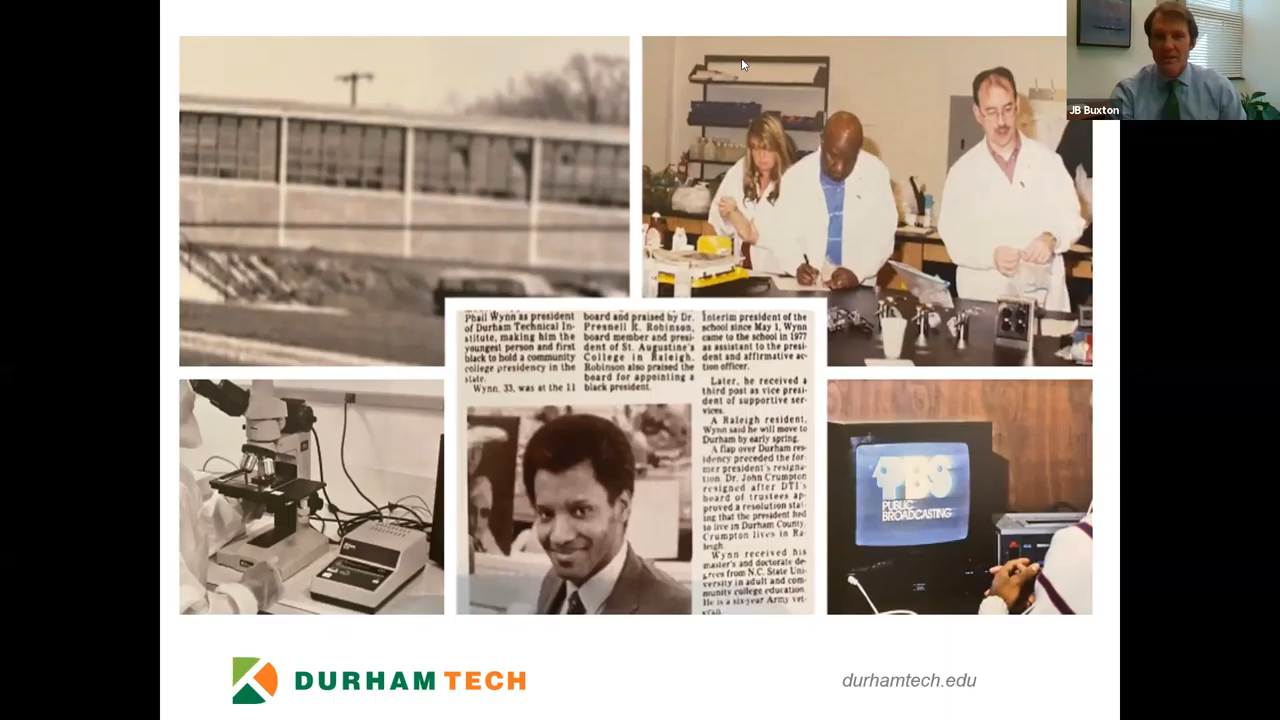 JB Buxton
Phail Wynn as president
of Durham Technical In-
stitute, making him the
youngest person and first
black to hold a community
college presidency in the
state.
Wynn, 33, was at the 11
board and praised by Dr.
Presnell R. Robinson,
board member and presi-
dent of St. Augustine's
College in Raleigh.
Robinson also praised the
board for appointing a
black president.
Interim president of the
school since May 1, Wynn
came to the school in 1977
as assistant to the presi-
dent and affirmative ac-
tion officer.
Later, he received a
third post as vice presi-
dent of supportive ser-
vices.
A Raleigh resident,
Wynn said he will move to
Durham by early spring.
A flap over Durham res-
idency preceded the for-
mer president's resigna-
tion. Dr. John Crumpton
resigned after DTI's
board of trustees ap-
proved a resolution stat-
ing that the president had
to live in Durham County.
Crumpton lives in Ra-
leigh.
Wynn received his
master's and doctorate de-
grees from N.C. State Uni-
versity in adult and com-
munity college education.
He is a six-year Army vet-
eran.
PBS
PUBLIC
BROADCASTING
DURHAM TECH
durhamtech.edu